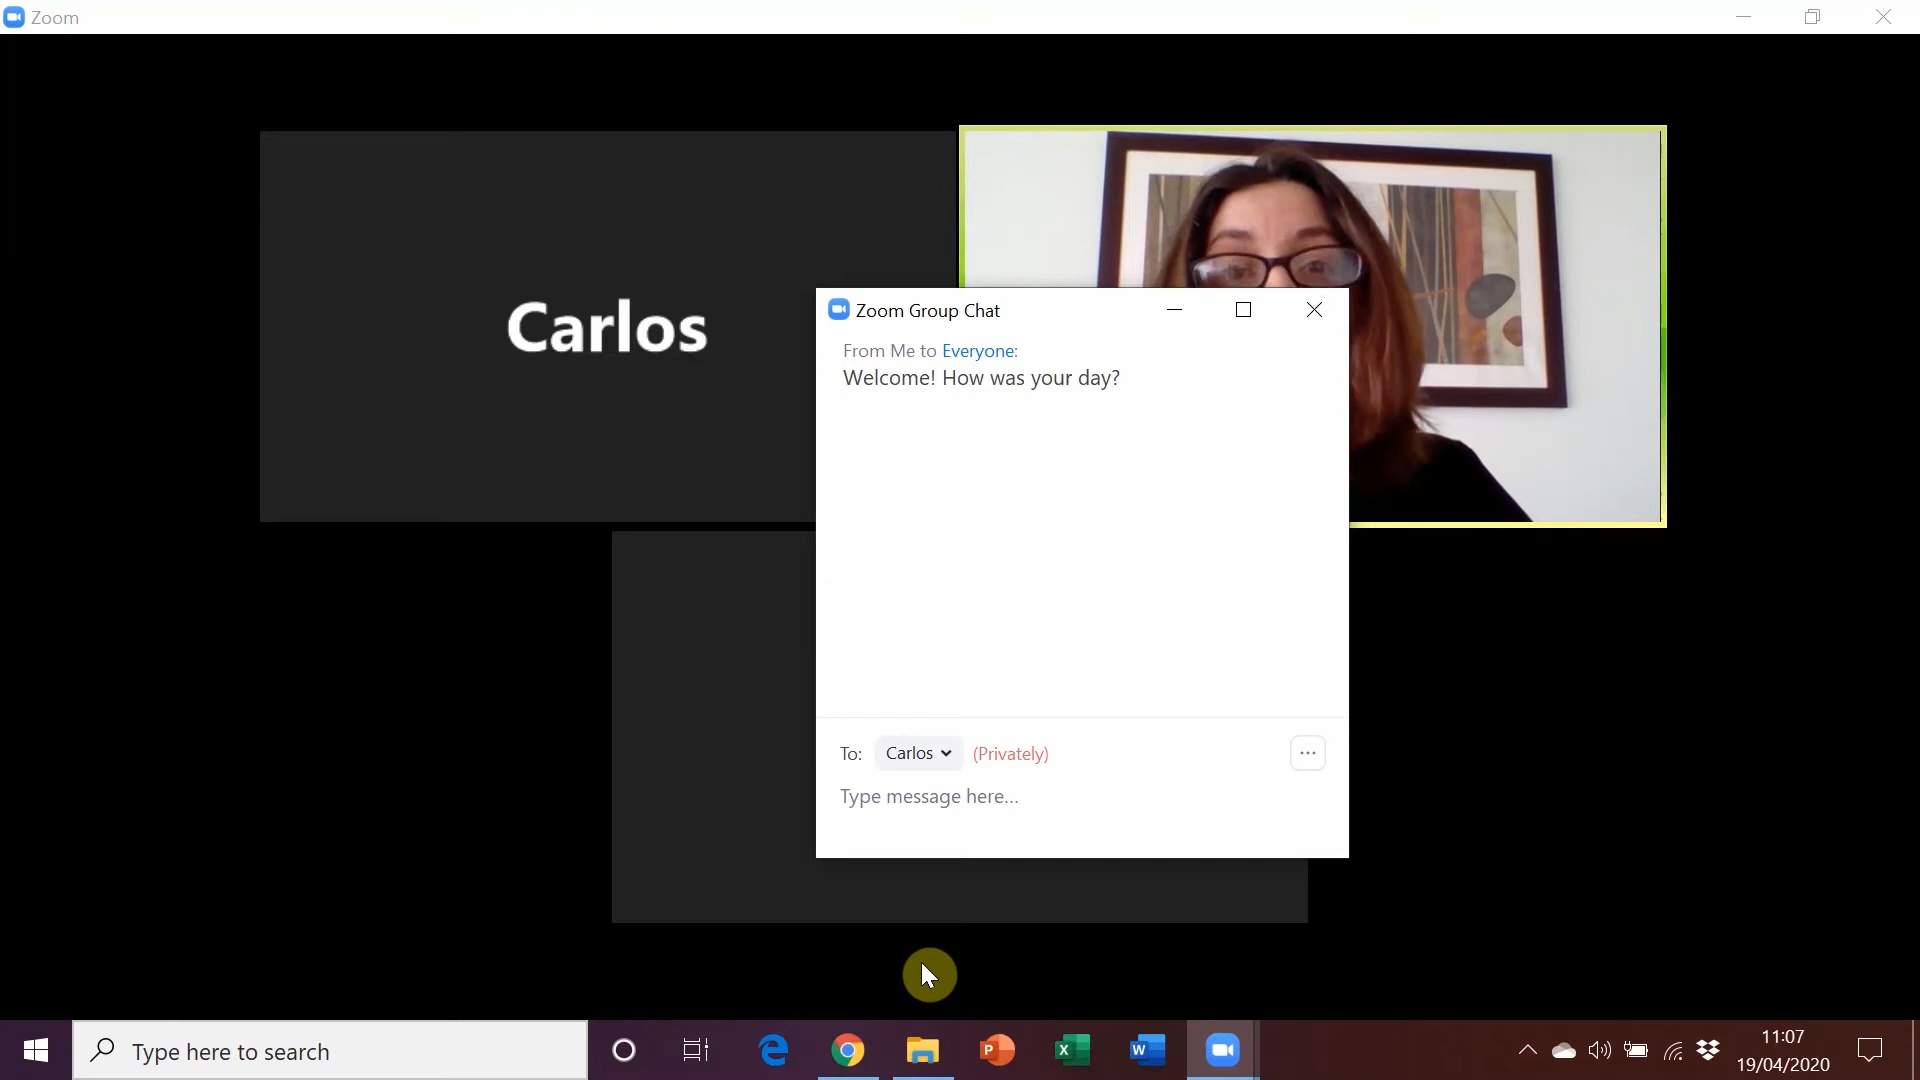 Zoom
Carlos
Zoom Group Chat
From Me to Everyone:
Welcome! How was your day?
To: Carlos (Privately)
Type message here...
Type here to search
11:07
19/04/2020